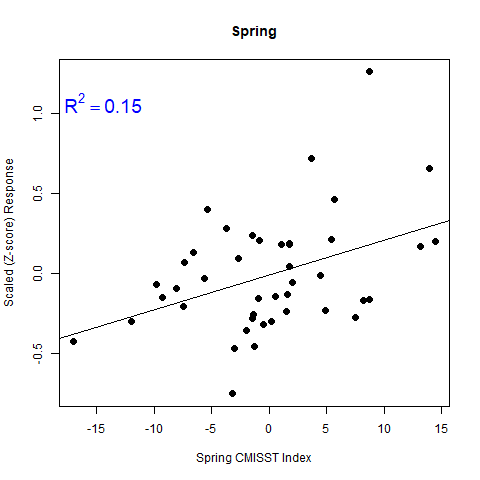 Spring
R² = 0.15
Scaled (Z-score) Response
1.0
0.5
0.0
-0.5
-15 -10 -5 0 5 10 15
Spring CMISST Index